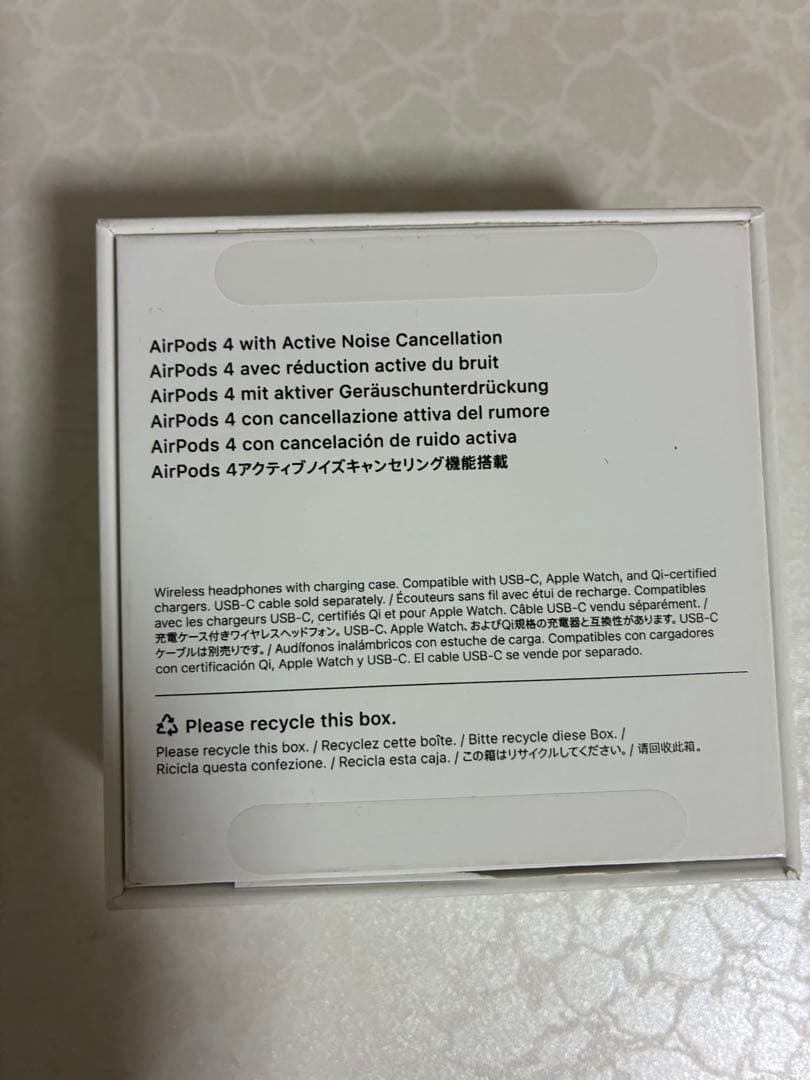 AirPods 4 with Active Noise Cancellation
AirPods 4 avec réduction active du bruit
AirPods 4 mit aktiver Geräuschunterdrückung
AirPods 4 con cancellazione attiva del rumore
AirPods 4 con cancelación de ruido activa
AirPods 4アクティブノイズキャンセリング機能搭載
Wireless headphones with charging case. Compatible with USB-C, Apple Watch, and Qi-certified
chargers. USB-C cable sold separately. / Écouteurs sans fil avec étui de recharge. Compatibles
avec les chargeurs USB-C, certifiés Qi et pour Apple Watch. Câble USB-C vendu séparément. /
充電ケース付きワイヤレスヘッドフォン。USB-C、Apple Watch、およびQi規格の充電器と互換性があります。USB-C
ケーブルは別売りです。/ Audífonos inalámbricos con estuche de carga. Compatibles con cargadores
con certificación Qi, Apple Watch y USB-C. El cable USB-C se vende por separado.
Please recycle this box.
Please recycle this box. / Recyclez cette boîte. / Bitte recycle diese Box. /
Ricicla questa confezione. / Recicla esta caja. / この箱はリサイクルしてください。/ 请回收此箱。